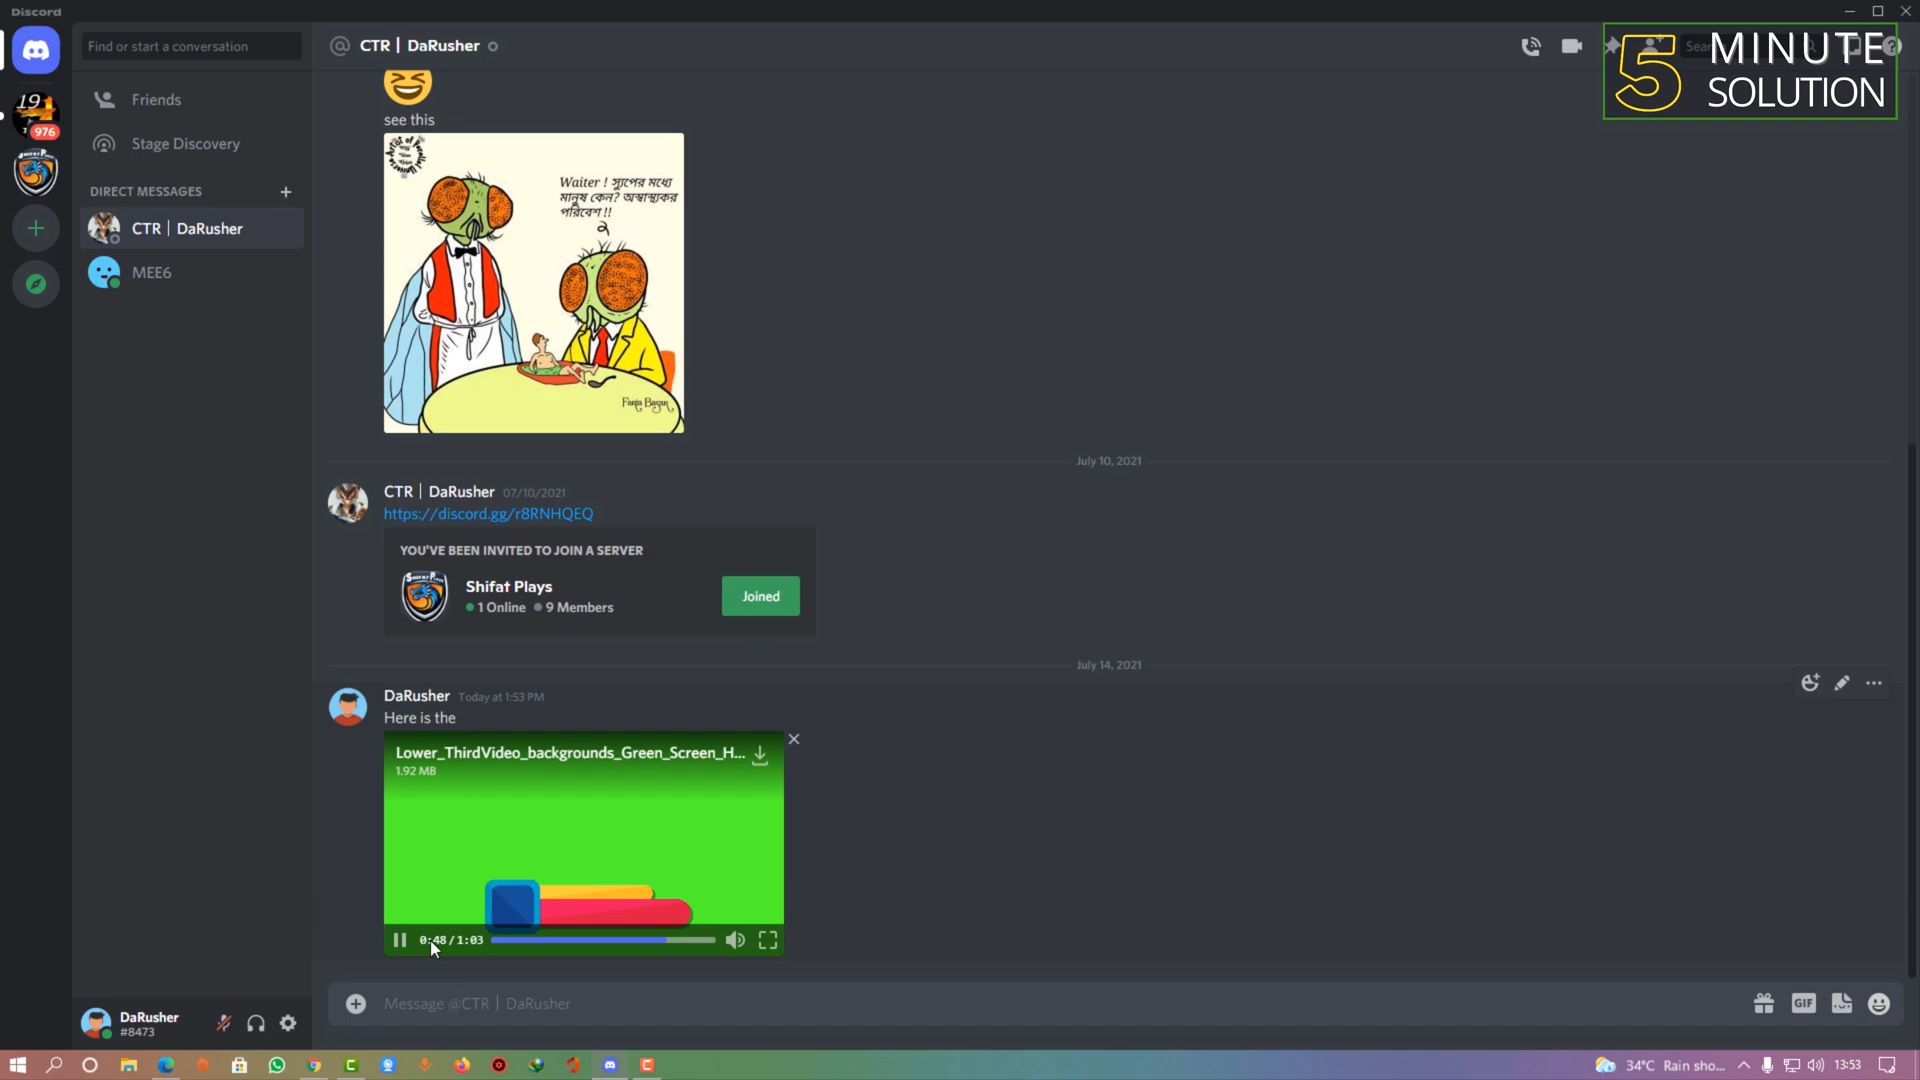 Discord
Find or start a conversation
@ CTR | DaRusher
Sear
5 MINUTE
SOLUTION
19
976
Friends
Stage Discovery
DIRECT MESSAGES
CTR | DaRusher
MEE6
see this
Waiter ! স্যুপের মধ্যে
মানুষ কেন? অস্বাস্থ্যকর
পরিবেশ !!
July 10, 2021
CTR | DaRusher 07/10/2021
https://discord.gg/r8RNHQEQ
YOU'VE BEEN INVITED TO JOIN A SERVER
Shifat Plays
1 Online 9 Members
Joined
July 14, 2021
DaRusher Today at 1:53 PM
Here is the
Lower_ThirdVideo_backgrounds_Green_Screen_H...
1.92 MB
0:48/1:03
Message @CTR | DaRusher
GIF
DaRusher
#8473
34°C Rain sho...
13:53